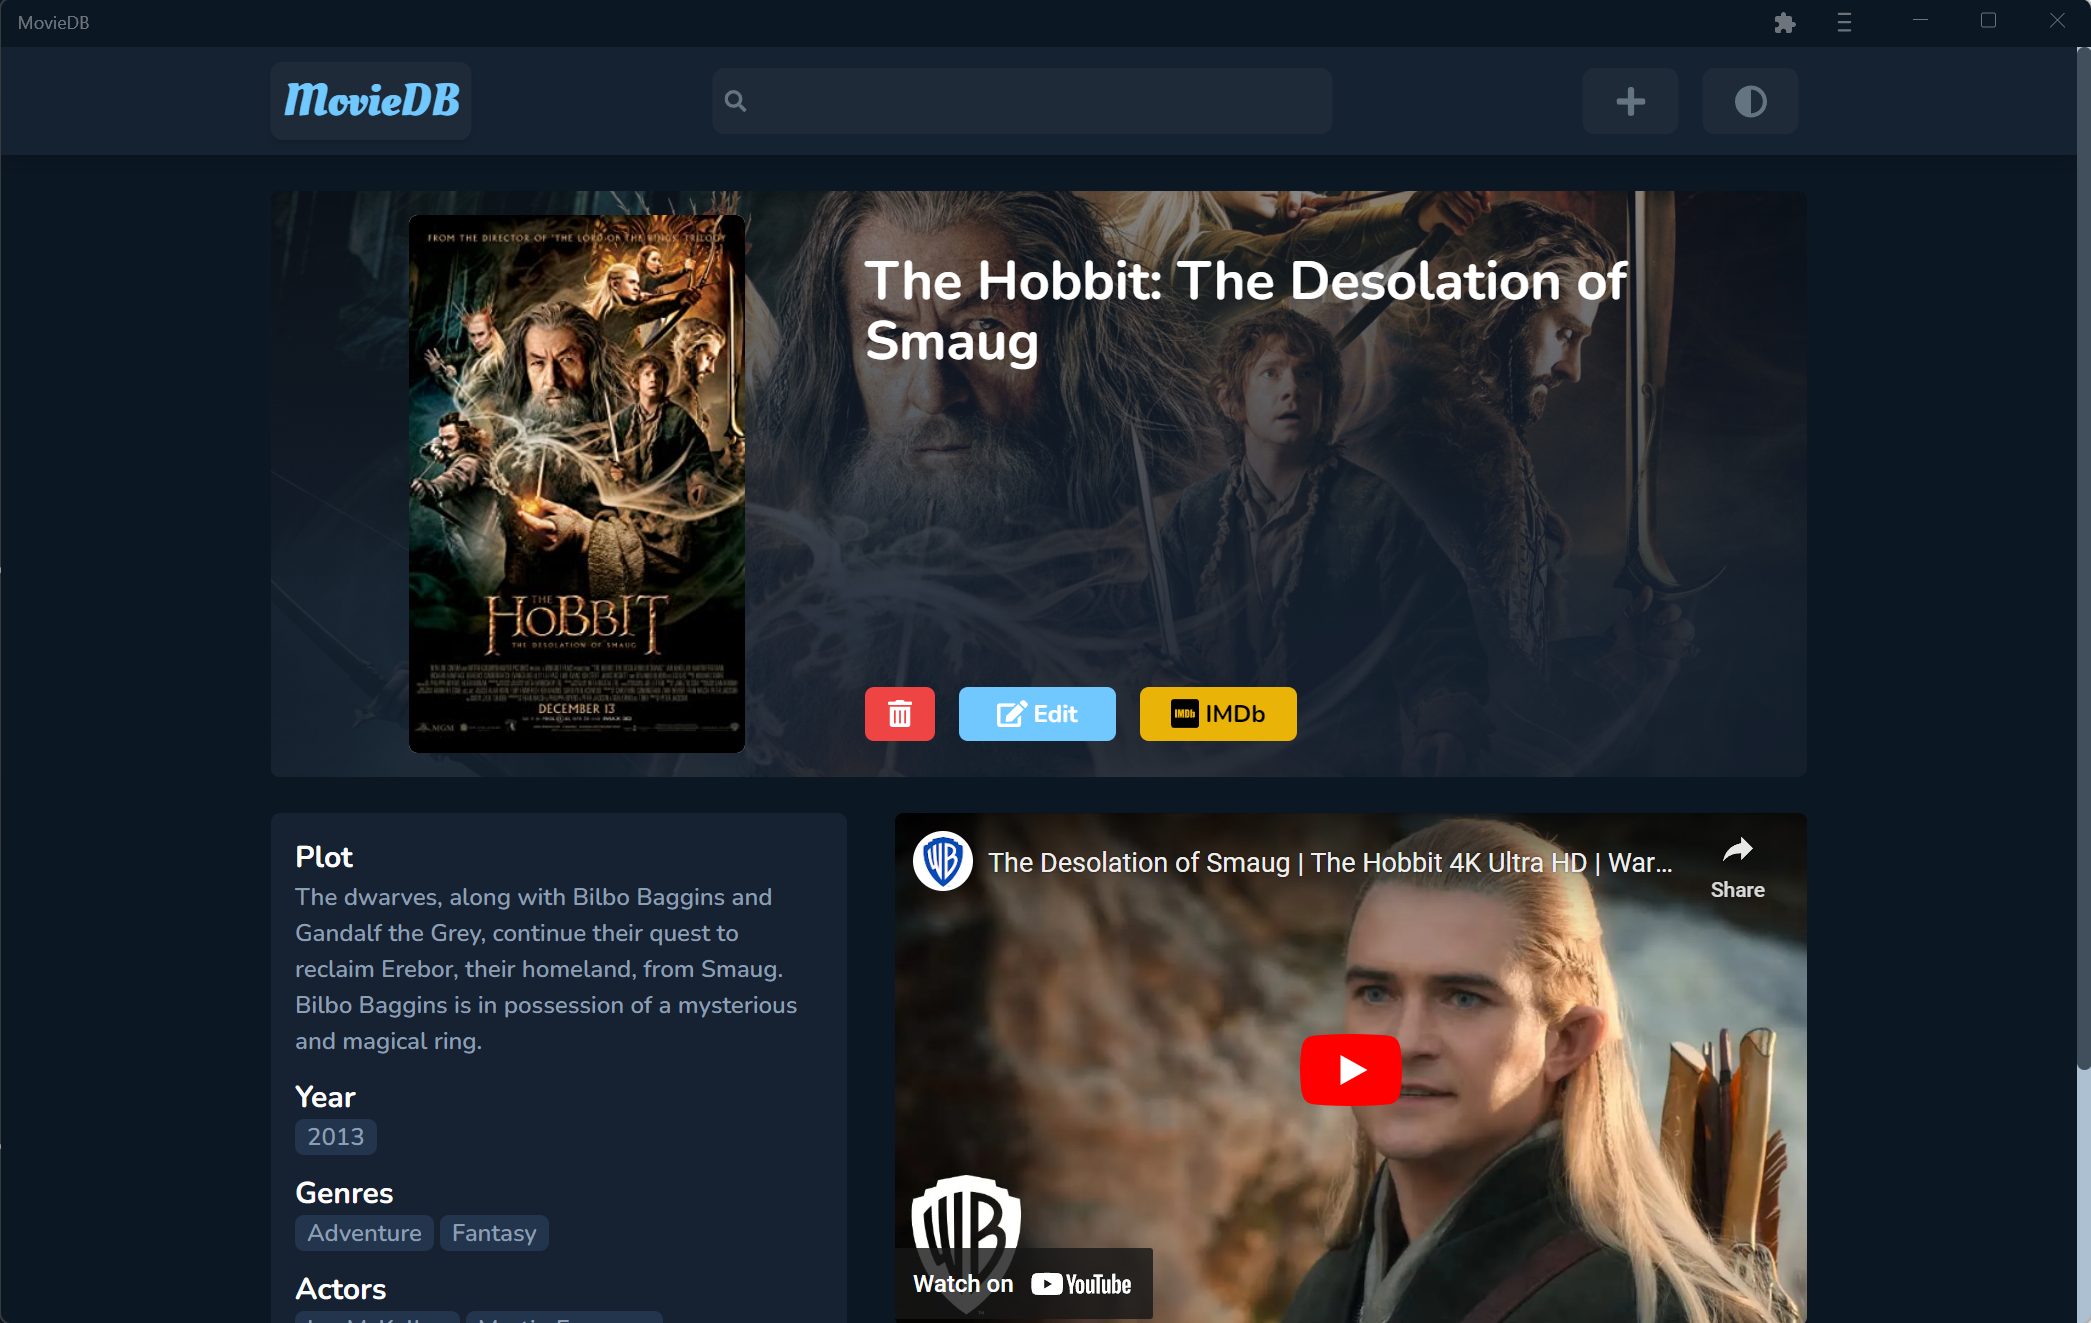 MovieDB
MovieDB
FROM THE DIRECTOR OF "THE LORD OF THE RINGS" TRILOGY
THE
HOBBIT
THE DESOLATION OF SMAUG
DECEMBER 13
MGM
The Hobbit: The Desolation of
Smaug
Edit
IMDb IMDb
Plot
The dwarves, along with Bilbo Baggins and
Gandalf the Grey, continue their quest to
reclaim Erebor, their homeland, from Smaug.
Bilbo Baggins is in possession of a mysterious
and magical ring.
Year
2013
Genres
Adventure Fantasy
Actors
WB
The Desolation of Smaug | The Hobbit 4K Ultra HD | War...
Share
WB
Watch on YouTube